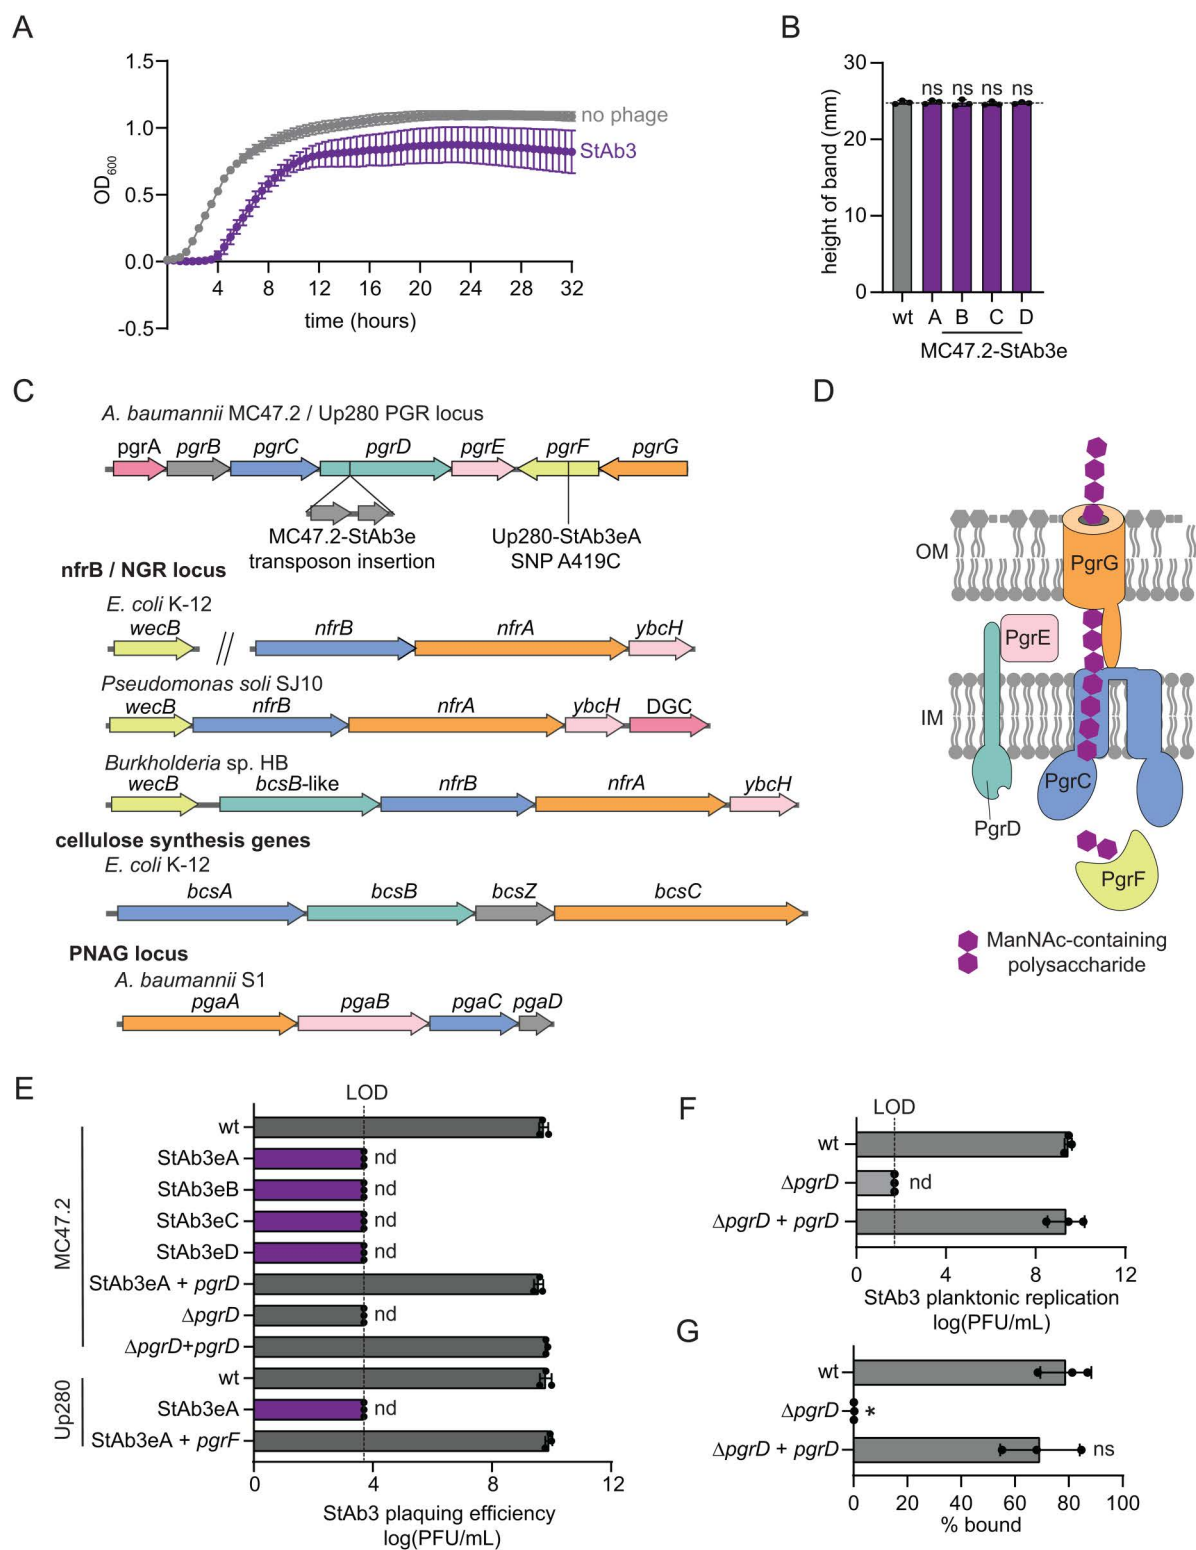 A
1.5
1.0
0.5
0.0
-0.5
OD600
no phage
StAb3
4 8 12 16 20 24 28 32
time (hours)
B
30
20
10
0
height of band (mm)
ns ns ns ns
wt A B C D
MC47.2-StAb3e
C
A. baumannii MC47.2 / Up280 PGR locus
pgrA pgrB pgrC pgrD pgrE pgrF pgrG
MC47.2-StAb3e
transposon insertion
Up280-StAb3eA
SNP A419C
nfrB / NGR locus
E. coli K-12
wecB // nfrB nfrA ybcH
Pseudomonas soli SJ10
wecB nfrB nfrA ybcH DGC
Burkholderia sp. HB
wecB bcsB-like nfrB nfrA ybcH
cellulose synthesis genes
E. coli K-12
bcsA bcsB bcsZ bcsC
PNAG locus
A. baumannii S1
pgaA pgaB pgaC pgaD
D
OM
PgrG
PgrE
IM
PgrC
PgrD
PgrF
ManNAc-containing
polysaccharide
E
LOD
MC47.2
wt
StAb3eA nd
StAb3eB nd
StAb3eC nd
StAb3eD nd
StAb3eA + pgrD
ΔpgrD nd
ΔpgrD+pgrD
Up280
wt
StAb3eA nd
StAb3eA + pgrF
0 4 8 12
StAb3 plaquing efficiency
log(PFU/mL)
F
LOD
wt
ΔpgrD nd
ΔpgrD + pgrD
0 4 8 12
StAb3 planktonic replication
log(PFU/mL)
G
wt
ΔpgrD *
ΔpgrD + pgrD ns
0 20 40 60 80 100
% bound